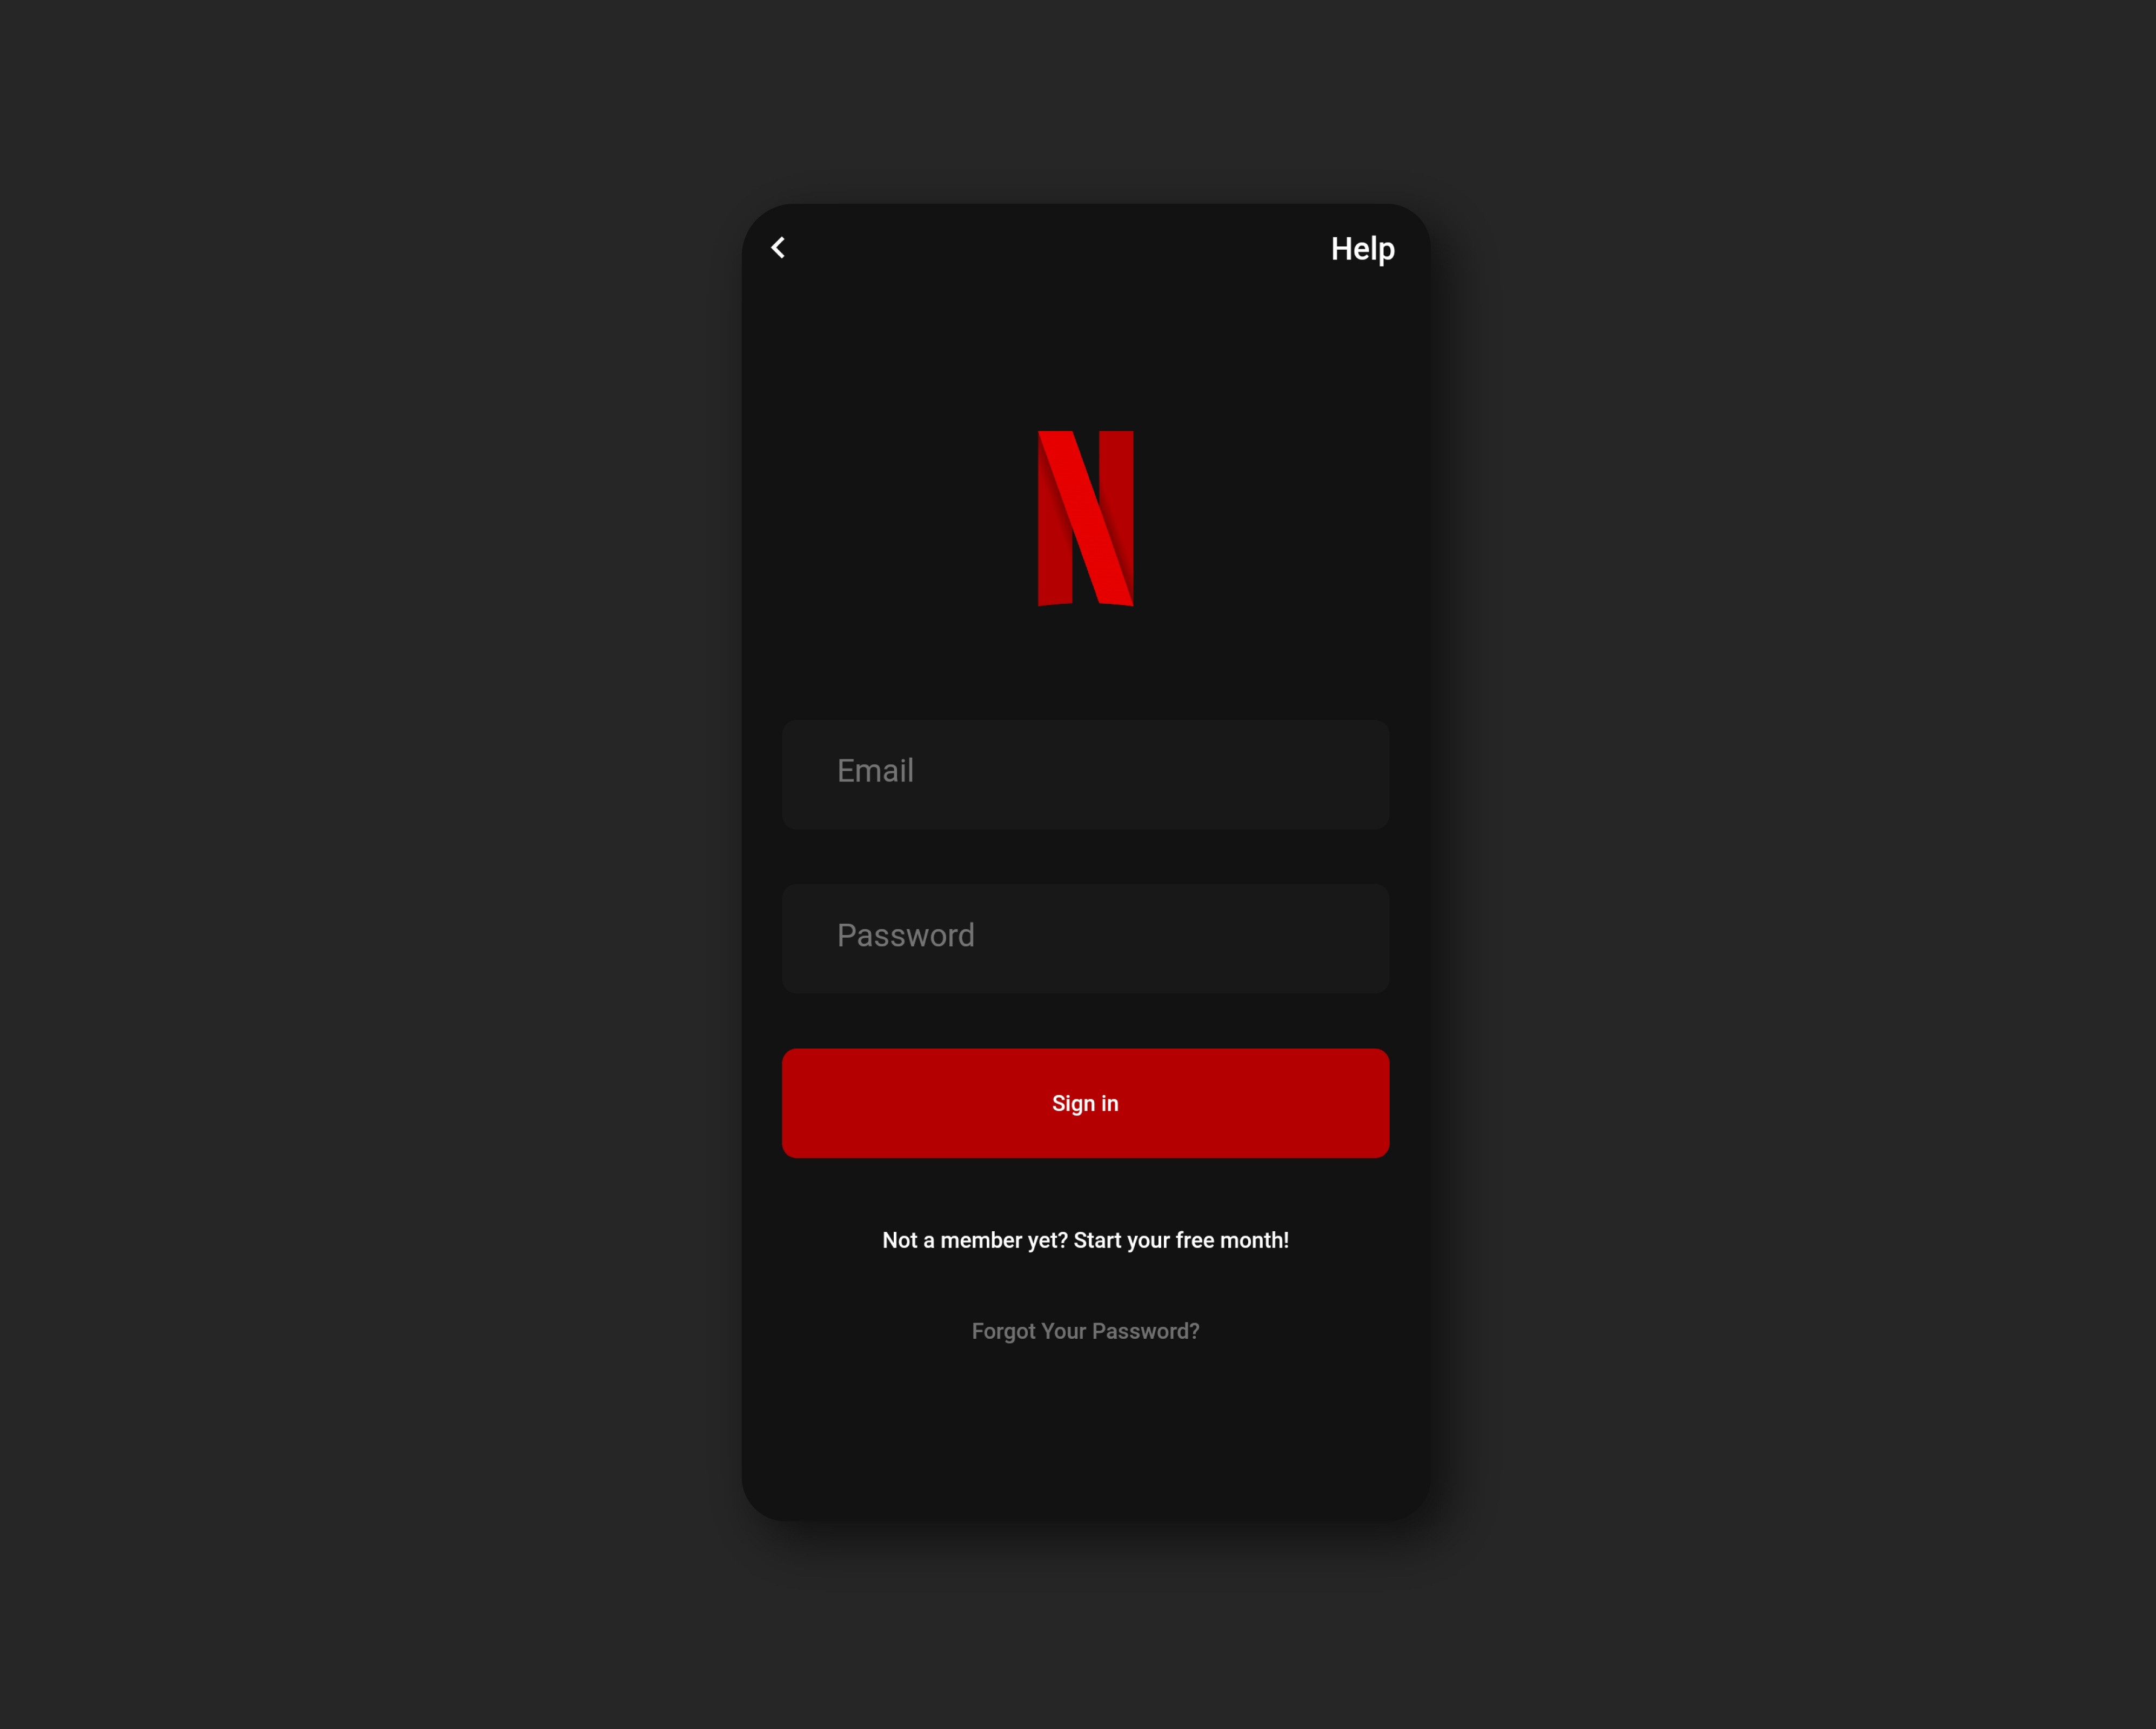 Help
N
Email
Password
Sign in
Not a member yet? Start your free month!
Forgot Your Password?